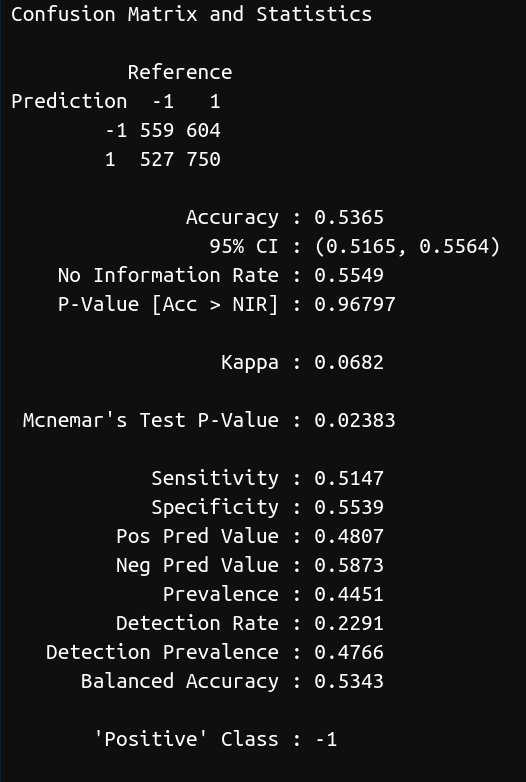 Confusion Matrix and Statistics
Reference
Prediction -1 1
-1 559 604
1 527 750
Accuracy : 0.5365
95% CI : (0.5165, 0.5564)
No Information Rate : 0.5549
P-Value [Acc > NIR] : 0.96797
Kappa : 0.0682
Mcnemar's Test P-Value : 0.02383
Sensitivity : 0.5147
Specificity : 0.5539
Pos Pred Value : 0.4807
Neg Pred Value : 0.5873
Prevalence : 0.4451
Detection Rate : 0.2291
Detection Prevalence : 0.4766
Balanced Accuracy : 0.5343
'Positive' Class : -1